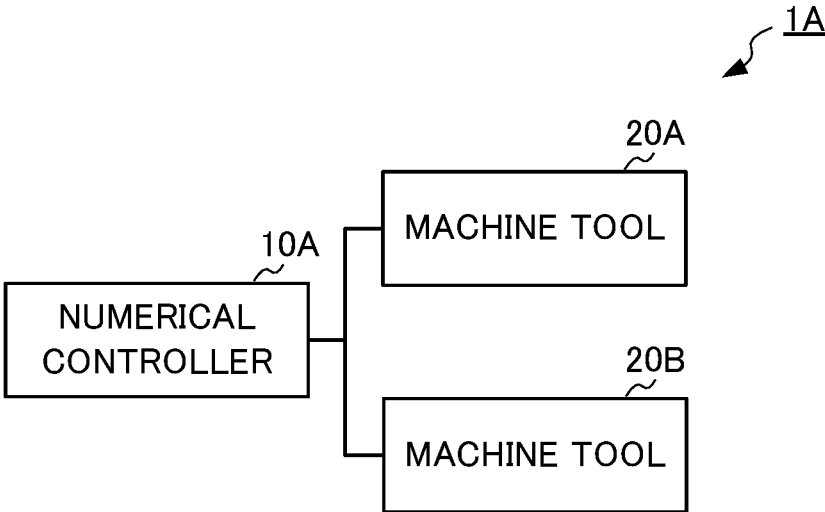 1A
20A
MACHINE TOOL
10A
NUMERICAL
CONTROLLER
20B
MACHINE TOOL